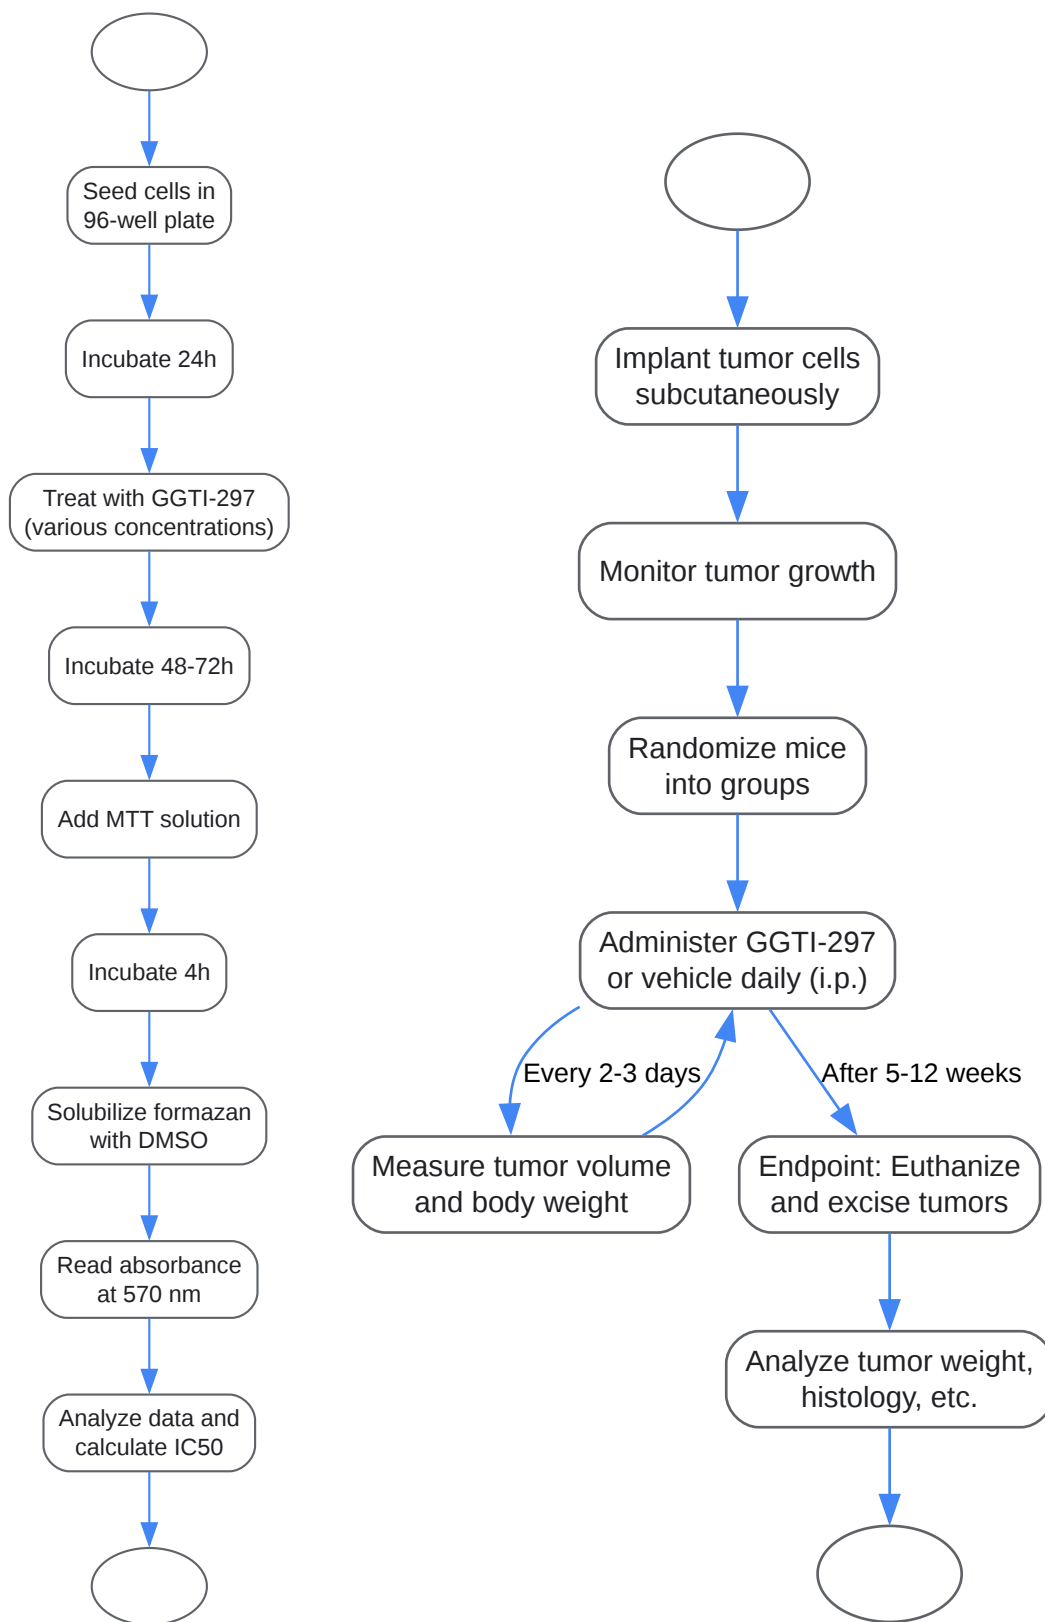 Seed cells in
96-well plate
Incubate 24h
Treat with GGTI-297
(various concentrations)
Incubate 48-72h
Add MTT solution
Incubate 4h
Solubilize formazan
with DMSO
Read absorbance
at 570 nm
Analyze data and
calculate IC50
Implant tumor cells
subcutaneously
Monitor tumor growth
Randomize mice
into groups
Administer GGTI-297
or vehicle daily (i.p.)
Every 2-3 days
After 5-12 weeks
Measure tumor volume
and body weight
Endpoint: Euthanize
and excise tumors
Analyze tumor weight,
histology, etc.